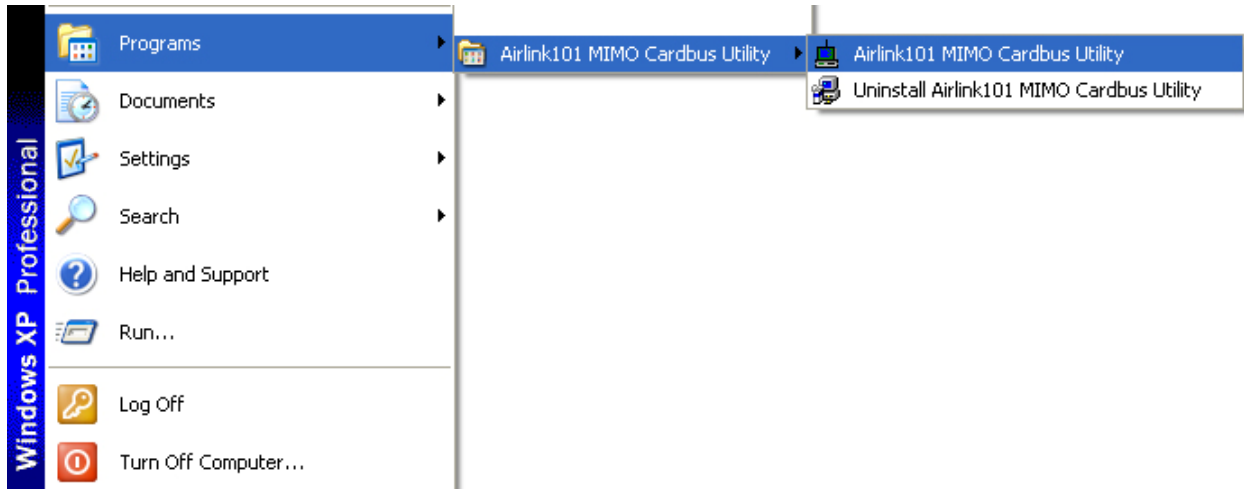 Windows XP Professional
Programs
Documents
Settings
Search
Help and Support
Run...
Log Off
Turn Off Computer...
Airlink101 MIMO Cardbus Utility
Airlink101 MIMO Cardbus Utility
Uninstall Airlink101 MIMO Cardbus Utility